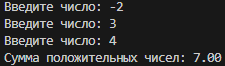 Введите число: -2
Введите число: 3
Введите число: 4
Сумма положительных чисел: 7.00